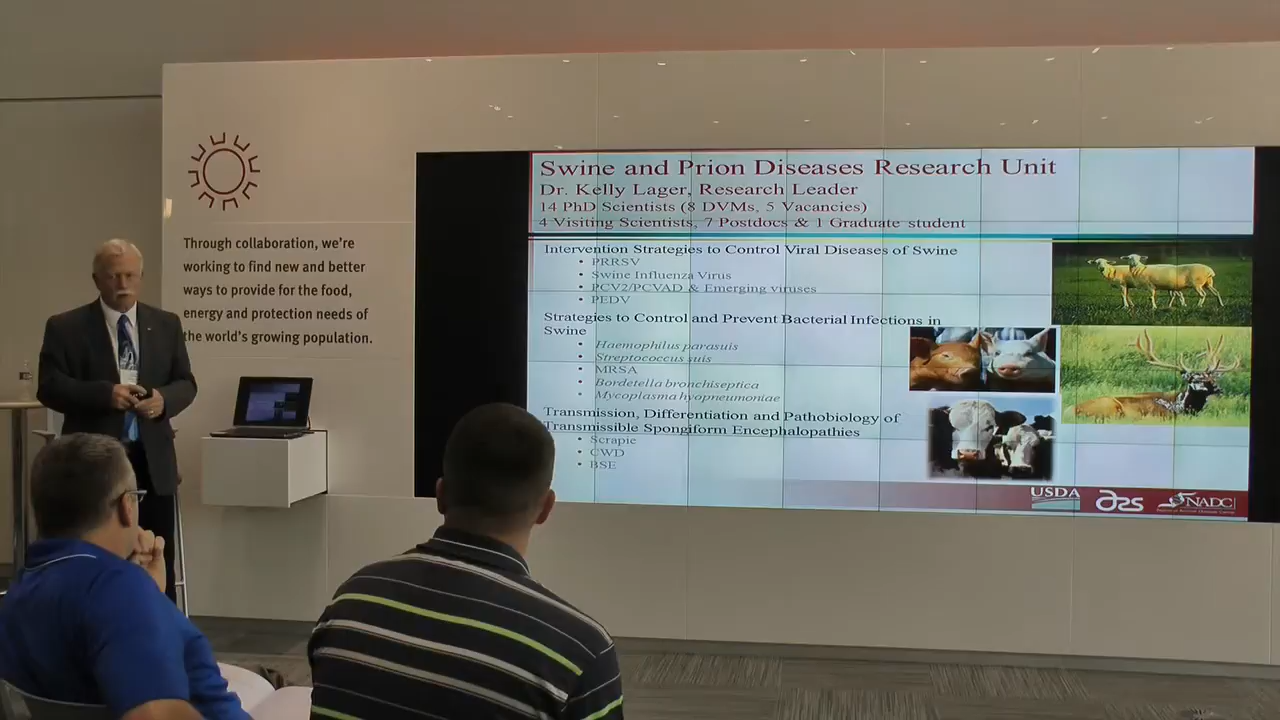 Through collaboration, we're
working to find new and better
ways to provide for the food,
energy and protection needs of
the world's growing population.
Swine and Prion Diseases Research Unit
Dr. Kelly Lager, Research Leader
14 PhD Scientists (8 DVMs, 5 Vacancies)
4 Visiting Scientists, 7 Postdocs & 1 Graduate student
Intervention Strategies to Control Viral Diseases of Swine
• PRRSV
• Swine Influenza Virus
• PCV2/PCVAD & Emerging viruses
• PEDV
Strategies to Control and Prevent Bacterial Infections in
Swine
• Haemophilus parasuis
• Streptococcus suis
• MRSA
• Bordetella bronchiseptica
• Mycoplasma hyopneumoniae
Transmission, Differentiation and Pathobiology of
Transmissible Spongiform Encephalopathies
• Scrapie
• CWD
• BSE
USDA
ars
NADC